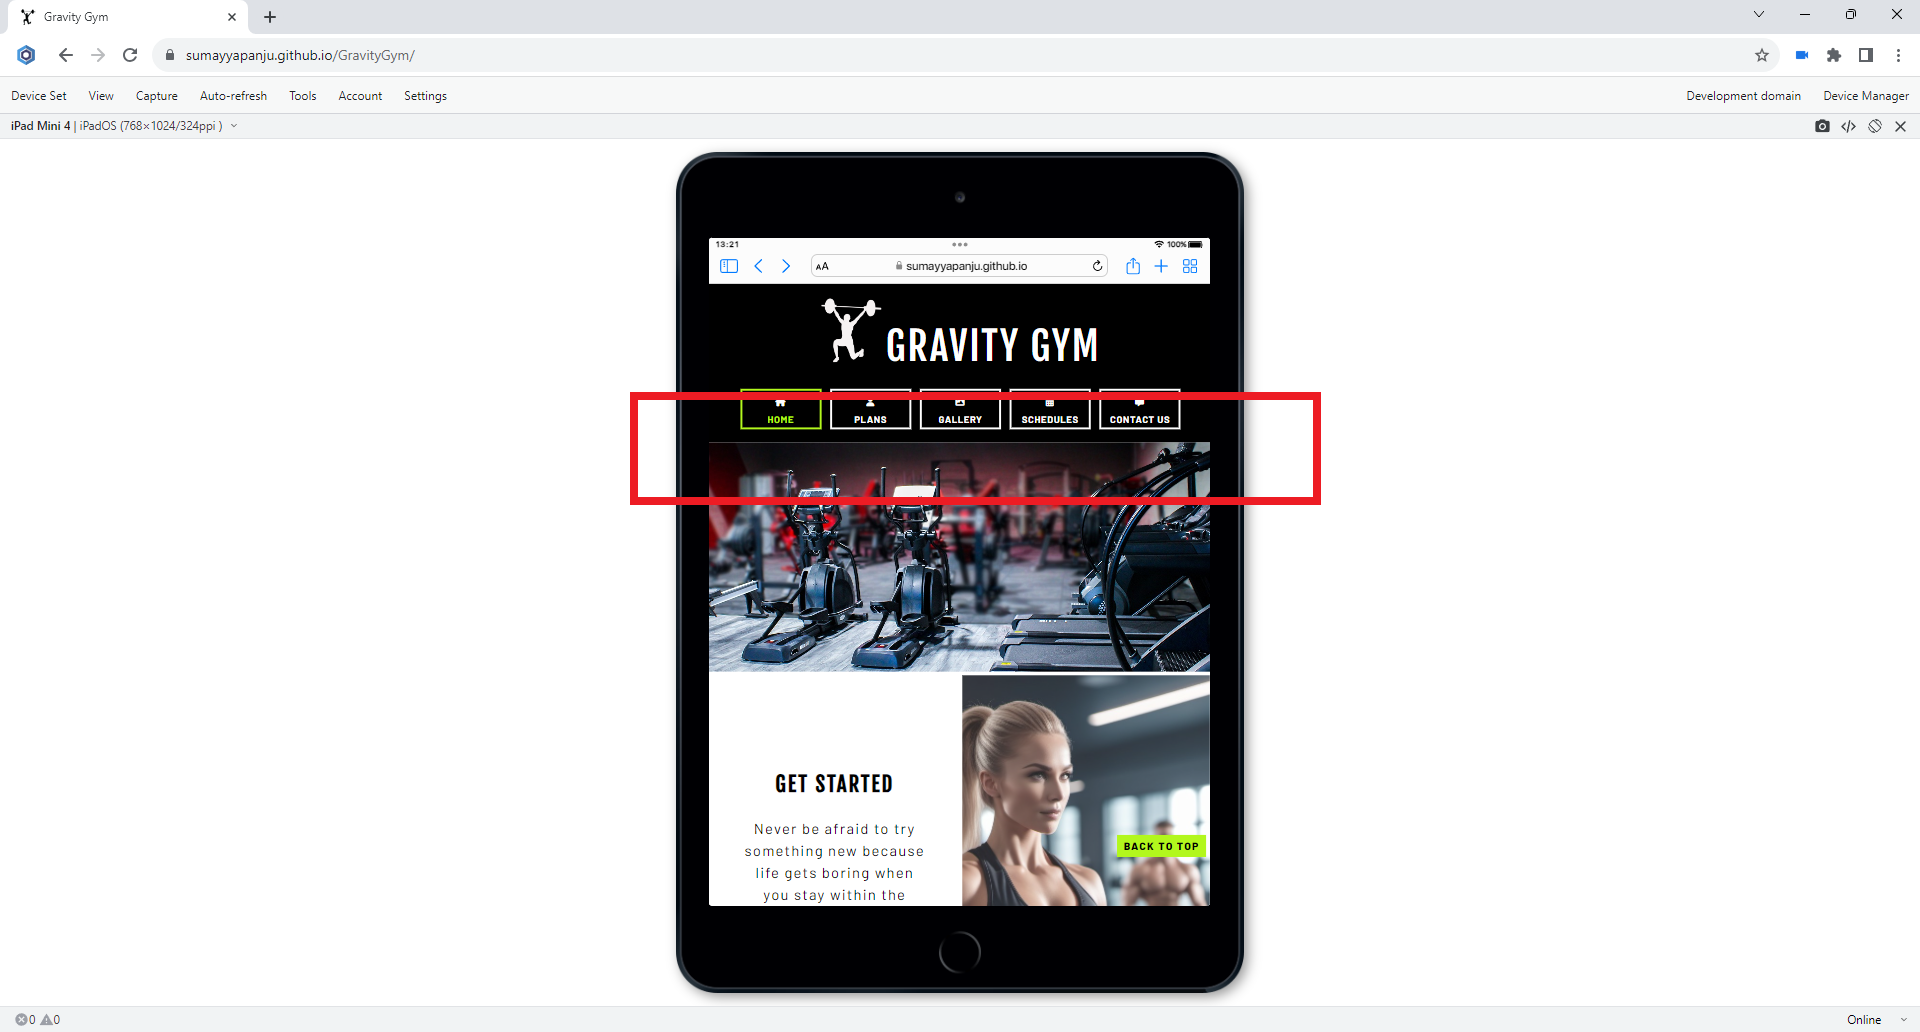 Gravity Gym
sumayyapanju.github.io/GravityGym/
Device Set View Capture Auto-refresh Tools Account Settings Development domain Device Manager
iPad Mini 4 | iPadOS (768×1024/324ppi )
13:21 100%
AA sumayyapanju.github.io
GRAVITY GYM
HOME PLANS GALLERY SCHEDULES CONTACT US
GET STARTED
Never be afraid to try
something new because
life gets boring when
you stay within the
BACK TO TOP
0 0 Online